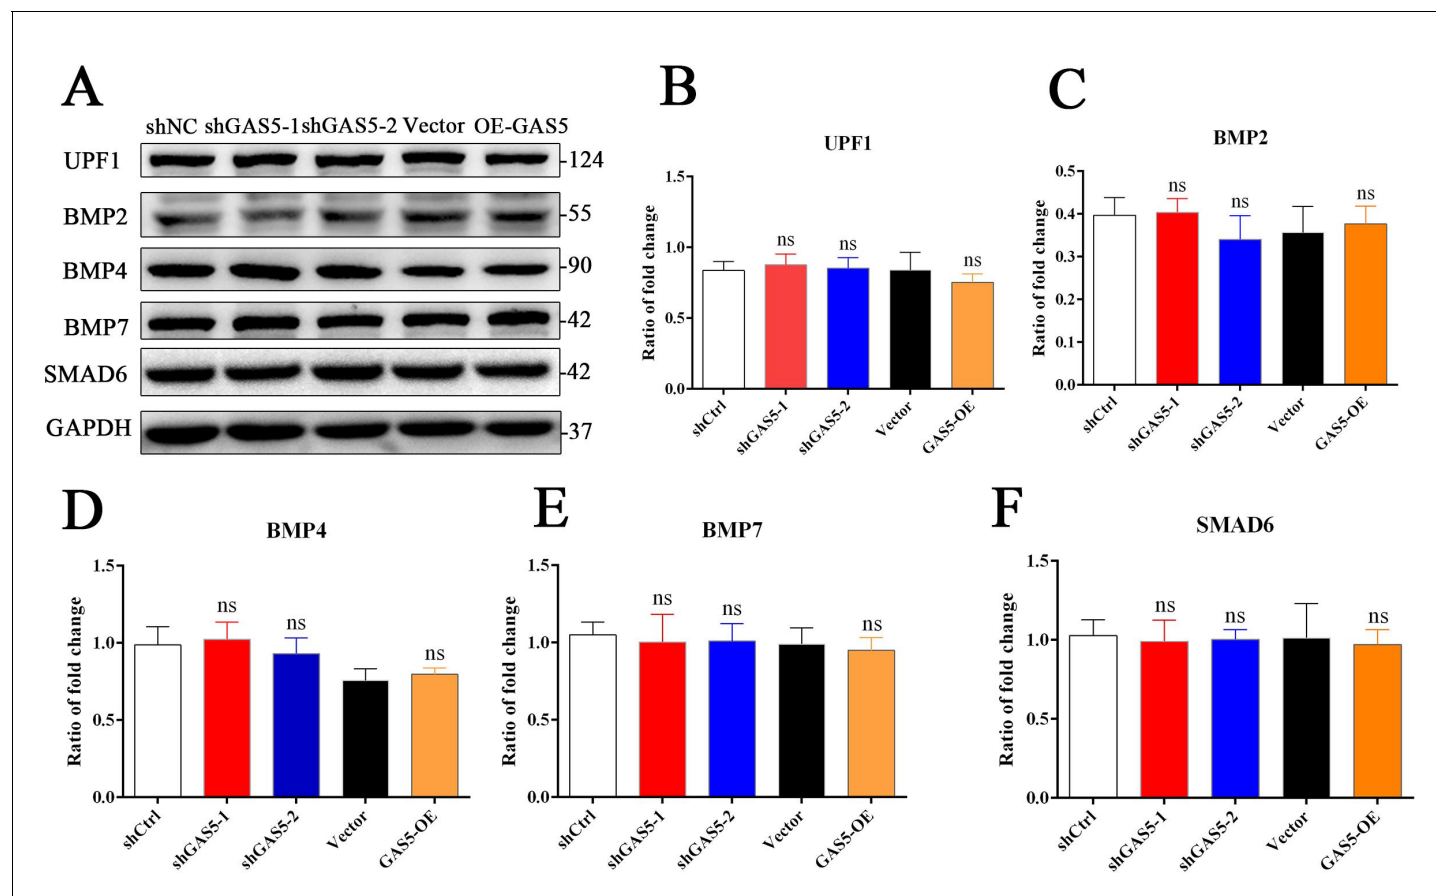 A
shNC shGAS5-1 shGAS5-2 Vector OE-GAS5
UPF1 -124
BMP2 -55
BMP4 -90
BMP7 -42
SMAD6 -42
GAPDH -37
B
UPF1
Ratio of fold change
1.5
1.0
0.5
0.0
ns
ns
ns
shCtrl
shGAS5-1
shGAS5-2
Vector
GAS5-OE
C
BMP2
Ratio of fold change
0.5
0.4
0.3
0.2
0.1
0.0
ns
ns
ns
shCtrl
shGAS5-1
shGAS5-2
Vector
GAS5-OE
D
BMP4
Ratio of fold change
1.5
1.0
0.5
0.0
ns
ns
ns
shCtrl
shGAS5-1
shGAS5-2
Vector
GAS5-OE
E
BMP7
Ratio of fold change
1.5
1.0
0.5
0.0
ns
ns
ns
shCtrl
shGAS5-1
shGAS5-2
Vector
GAS5-OE
F
SMAD6
Ratio of fold change
1.5
1.0
0.5
0.0
ns
ns
ns
shCtrl
shGAS5-1
shGAS5-2
Vector
GAS5-OE